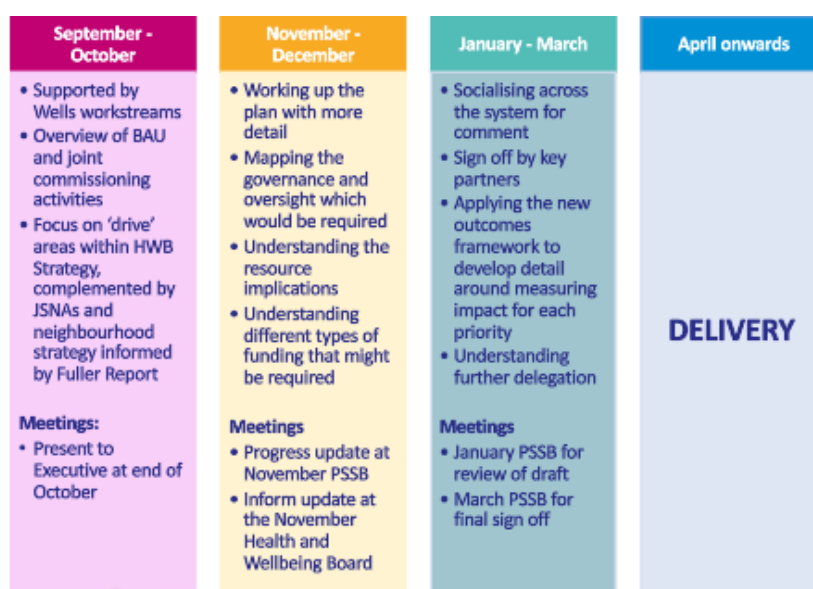 September -
October
• Supported by
Wells workstreams
• Overview of BAU
and joint
commissioning
activities
• Focus on ‘drive’
areas within HWB
Strategy,
complemented by
JSNAs and
neighbourhood
strategy informed
by Fuller Report
Meetings:
• Present to
Executive at end of
October
November -
December
• Working up the
plan with more
detail
• Mapping the
governance and
oversight which
would be required
• Understanding the
resource
implications
• Understanding
different types of
funding that might
be required
Meetings
• Progress update at
November PSSB
• Inform update at
the November
Health and
Wellbeing Board
January - March
• Socialising across
the system for
comment
• Sign off by key
partners
• Applying the new
outcomes
framework to
develop detail
around measuring
impact for each
priority
• Understanding
further delegation
Meetings
• January PSSB for
review of draft
• March PSSB for
final sign off
April onwards
DELIVERY